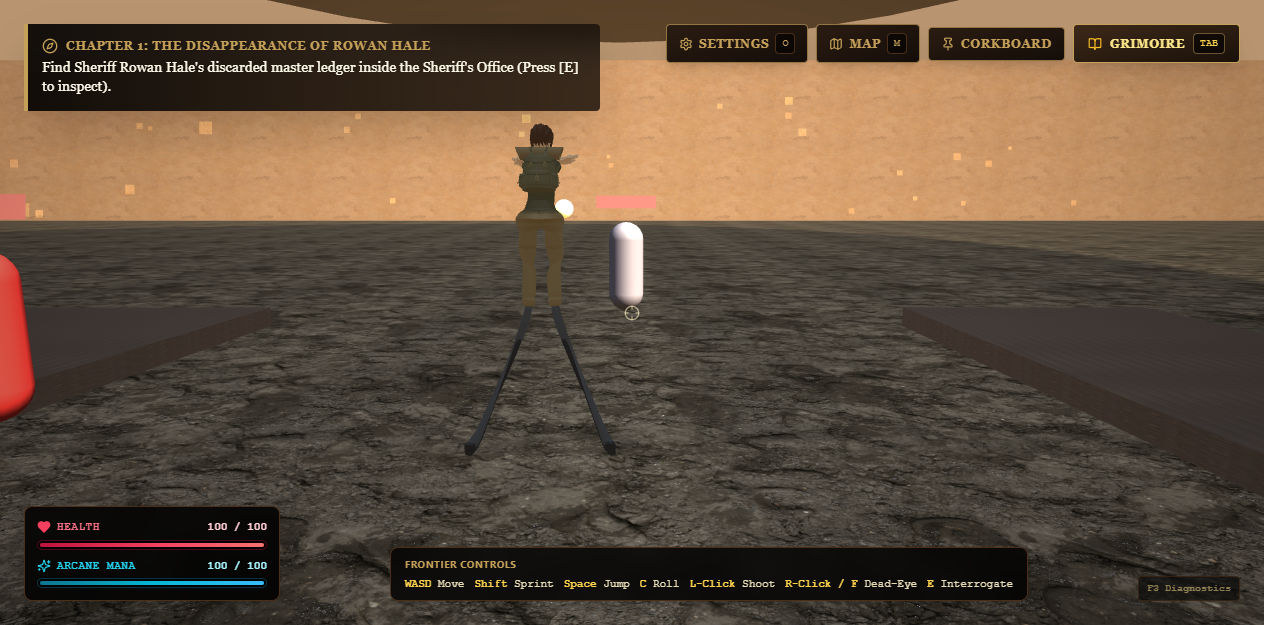 CHAPTER 1: THE DISAPPEARANCE OF ROWAN HALE
Find Sheriff Rowan Hale's discarded master ledger inside the Sheriff's Office (Press [E]
to inspect).
SETTINGS O
MAP M
CORKBOARD
GRIMOIRE TAB
HEALTH 100 / 100
ARCANE MANA 100 / 100
FRONTIER CONTROLS
WASD Move Shift Sprint Space Jump C Roll L-Click Shoot R-Click / F Dead-Eye E Interrogate
F3 Diagnostics